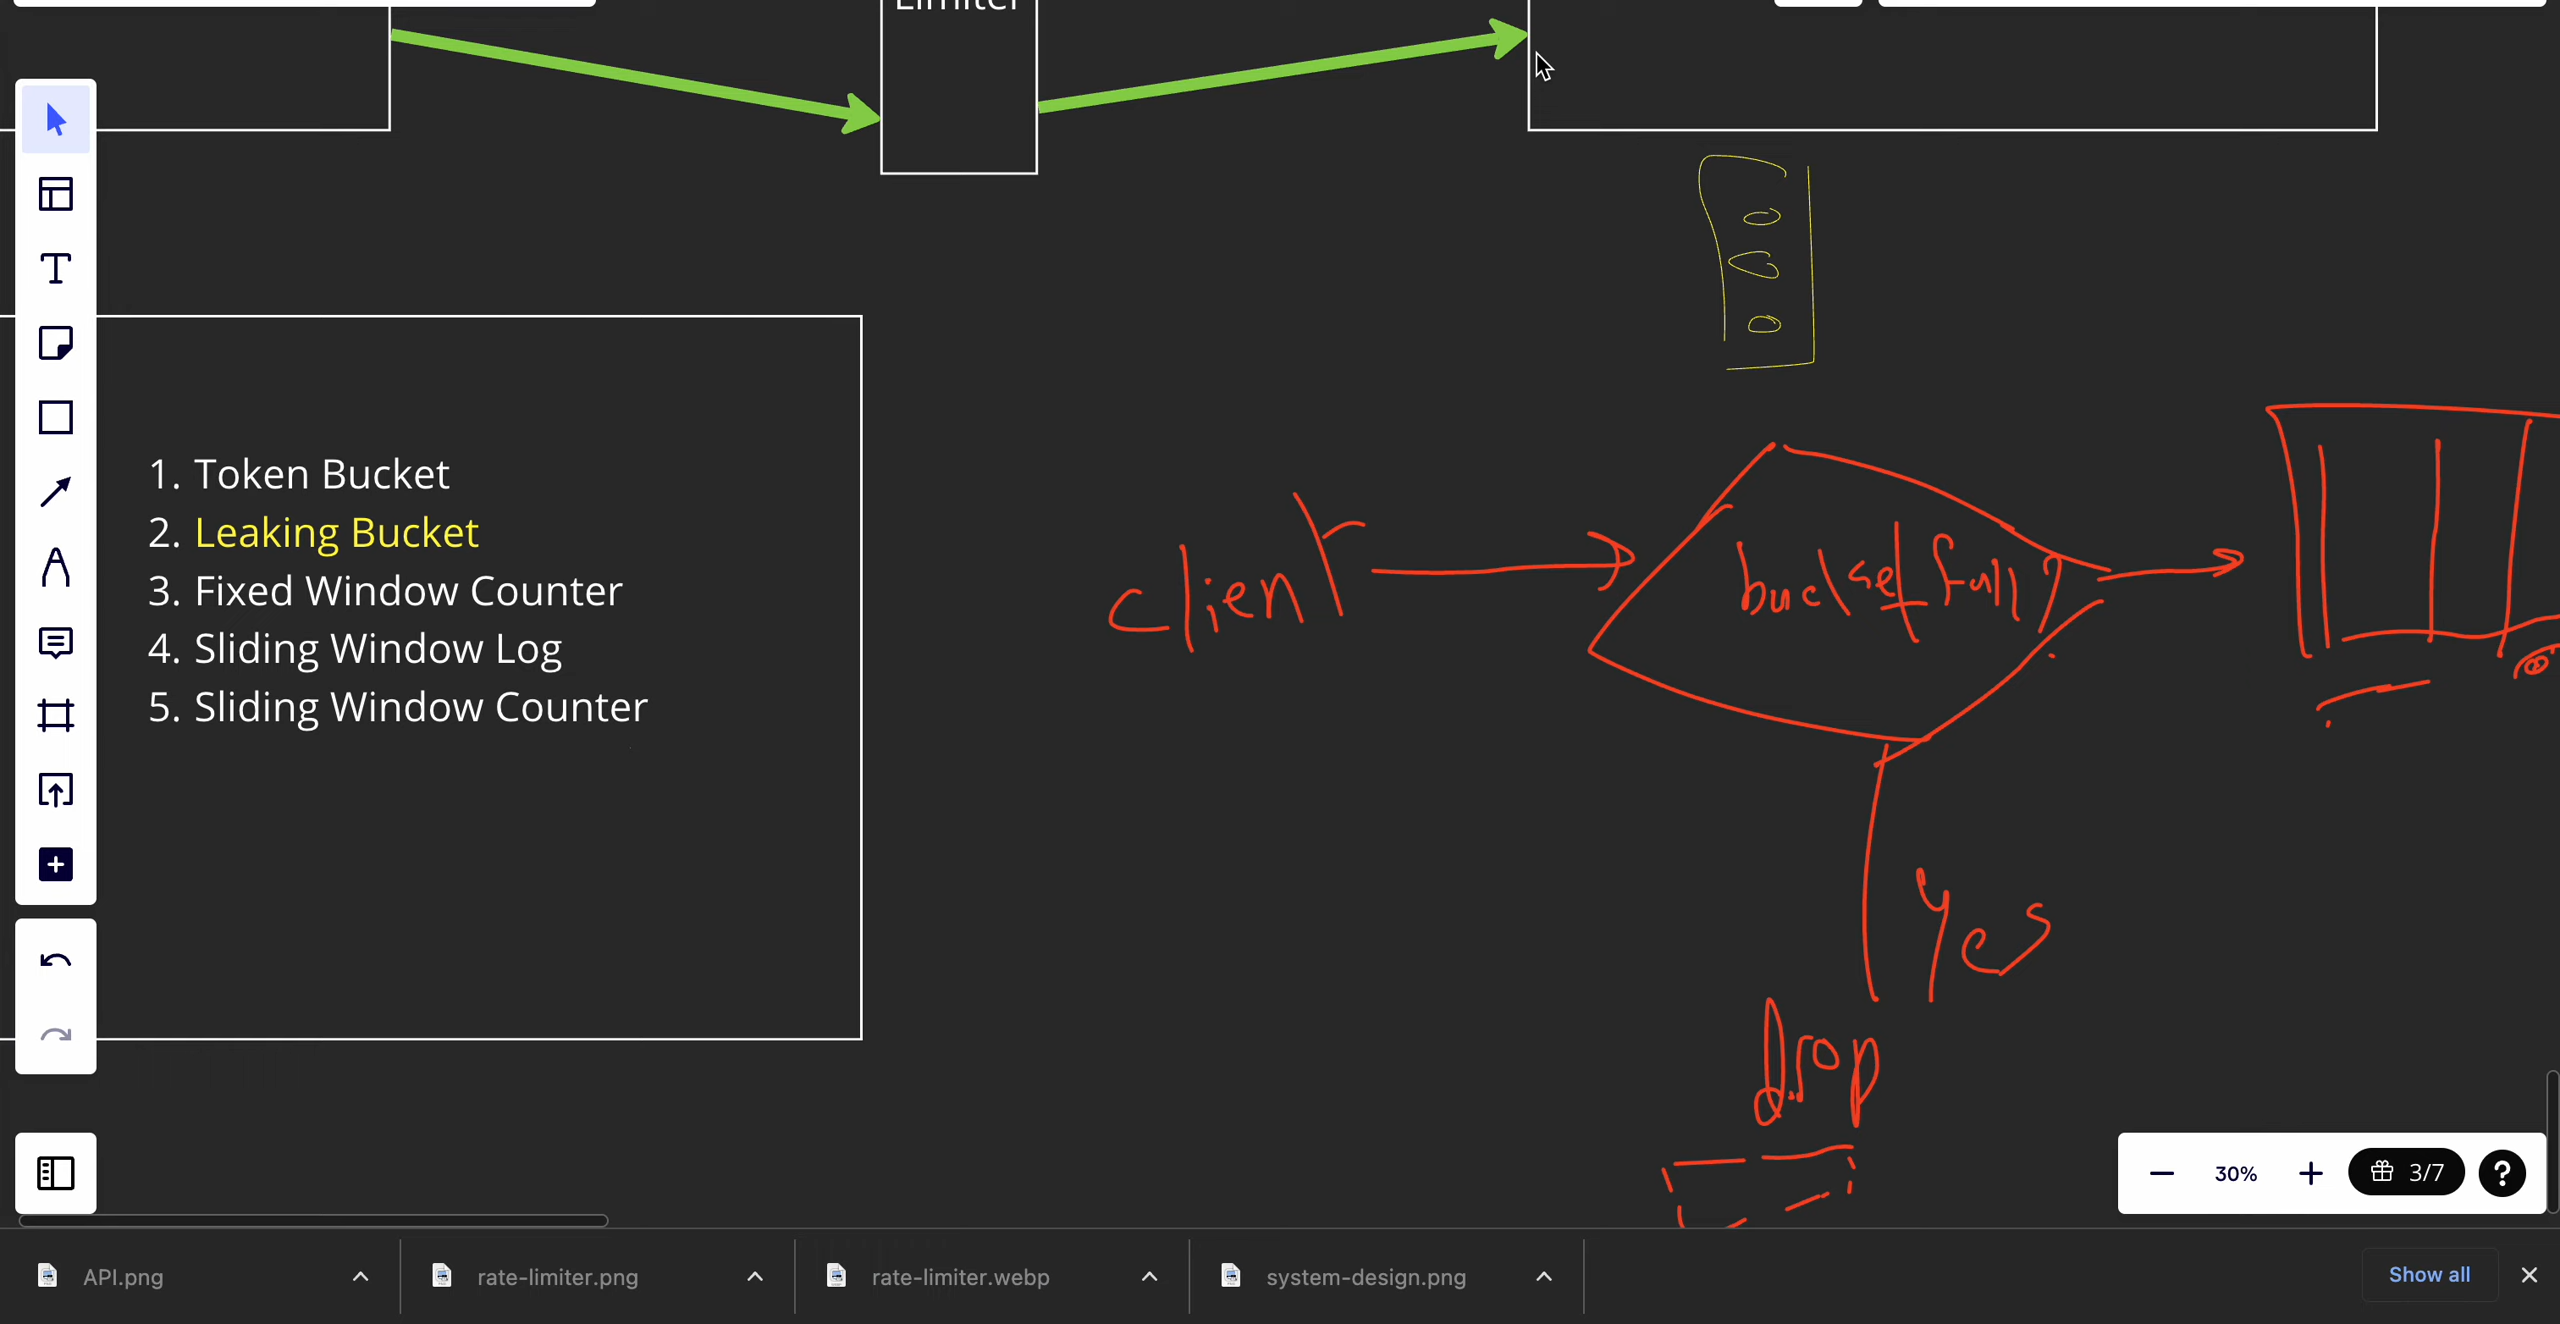 Limiter
1. Token Bucket
2. Leaking Bucket
3. Fixed Window Counter
4. Sliding Window Log
5. Sliding Window Counter
client
bucket full?
Yes
drop
30%
3/7
?
API.png
rate-limiter.png
rate-limiter.webp
system-design.png
Show all